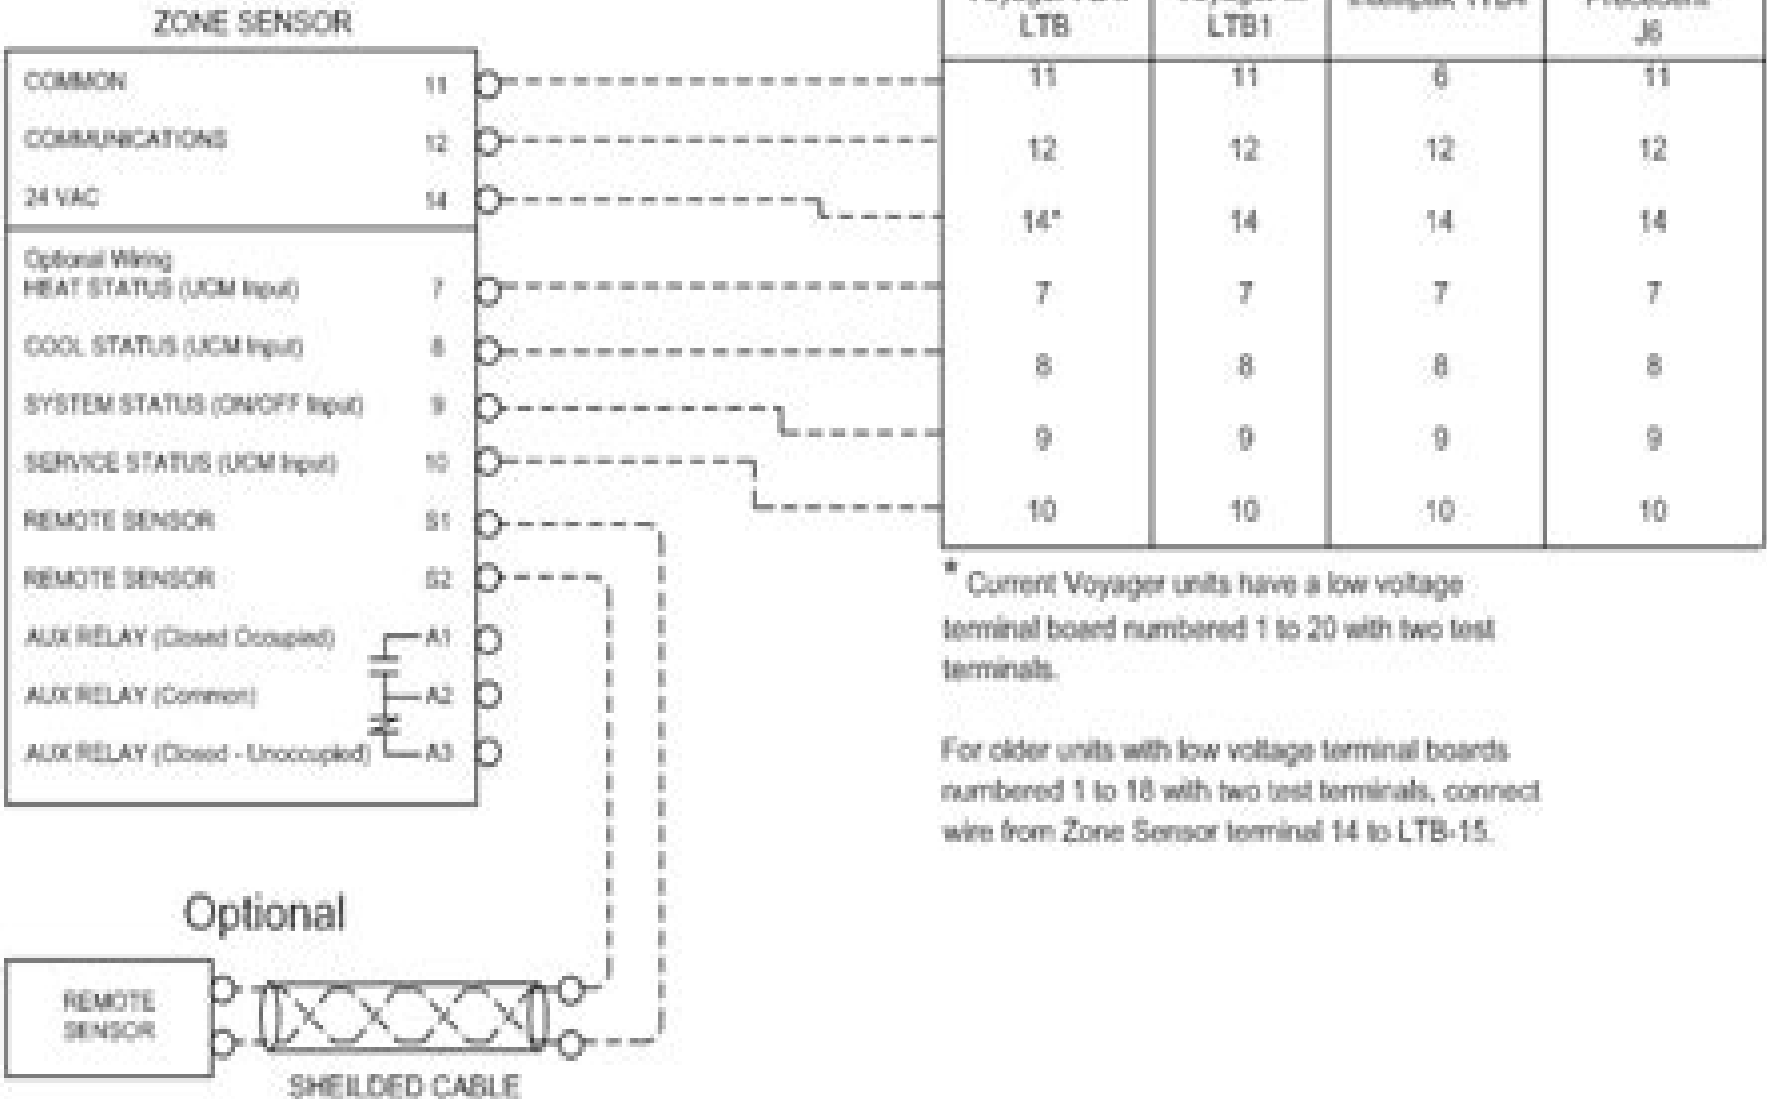 ZONE SENSOR
COMMON 11
COMMUNICATIONS 12
24 VAC 14
Optional Wiring
HEAT STATUS (UCM Input) 7
COOL STATUS (UCM Input) 8
SYSTEM STATUS (ON/OFF Input) 9
SERVICE STATUS (UCM Input) 10
REMOTE SENSOR S1
REMOTE SENSOR S2
AUX RELAY (Closed Occupied) A1
AUX RELAY (Common) A2
AUX RELAY (Closed - Unoccupied) A3
Optional
REMOTE
SENSOR
SHEILDED CABLE
LTB LTB1 J6
11 11 6 11
12 12 12 12
14* 14 14 14
7 7 7 7
8 8 8 8
9 9 9 9
10 10 10 10
* Current Voyager units have a low voltage
terminal board numbered 1 to 20 with two test
terminals.
For older units with low voltage terminal boards
numbered 1 to 18 with two test terminals, connect
wire from Zone Sensor terminal 14 to LTB-15.